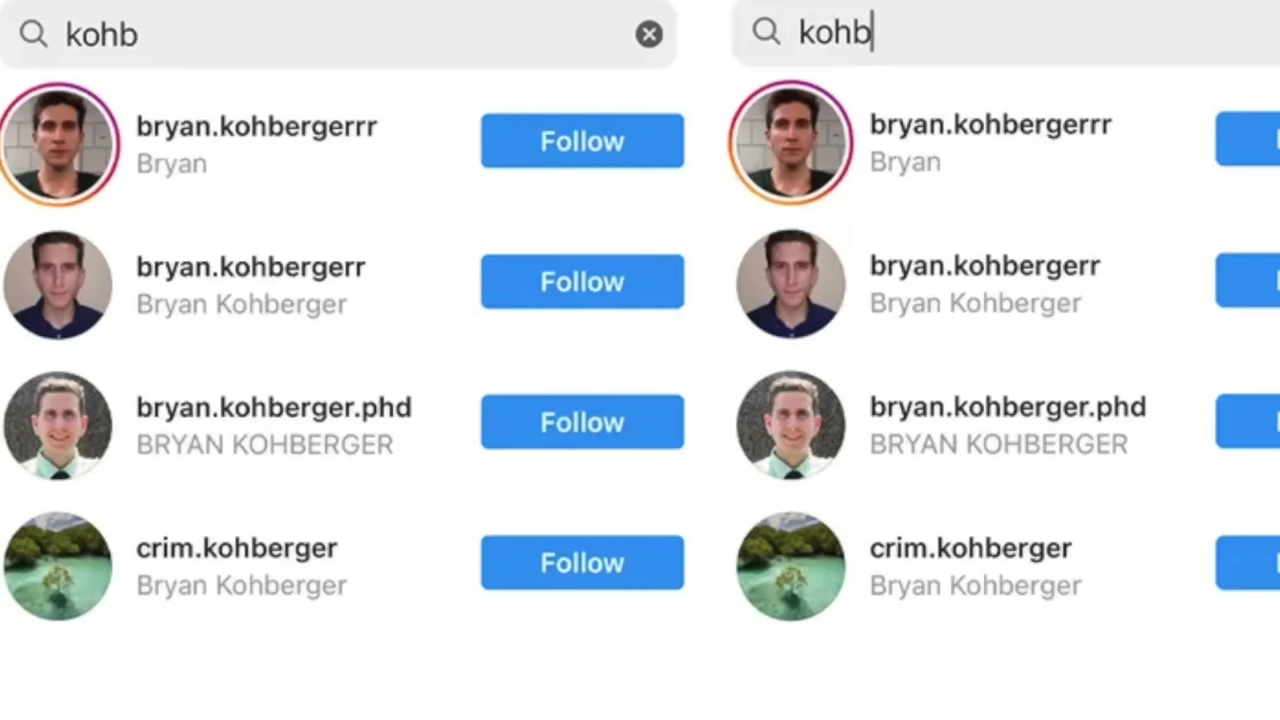 kohb
bryan.kohbergerrr
Bryan
Follow
bryan.kohbergerr
Bryan Kohberger
Follow
bryan.kohberger.phd
BRYAN KOHBERGER
Follow
crim.kohberger
Bryan Kohberger
Follow
kohb
bryan.kohbergerrr
Bryan
bryan.kohbergerr
Bryan Kohberger
bryan.kohberger.phd
BRYAN KOHBERGER
crim.kohberger
Bryan Kohberger